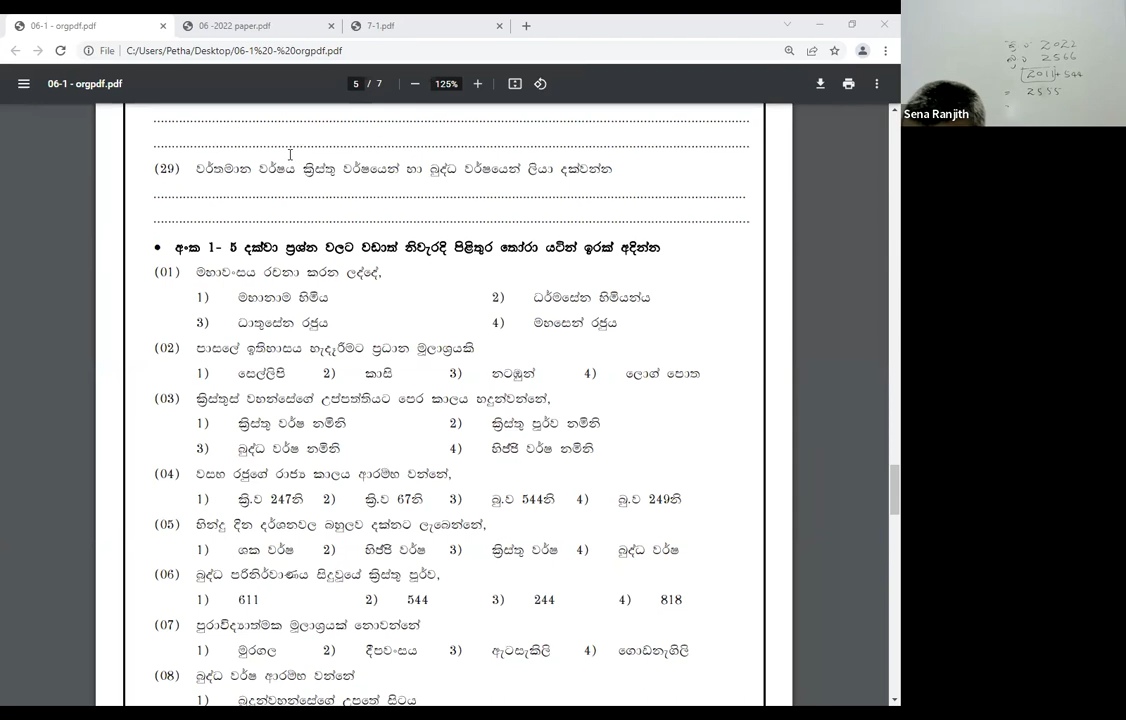 06-1 - orgpdf.pdf
06 -2022 paper.pdf
7-1.pdf
File C:/Users/Petha/Desktop/06-1%20-%20orgpdf.pdf
06-1 - orgpdf.pdf
5 / 7
125%
2022
2566
2011+544
= 2555
Sena Ranjith
(29) වර්තමාන වර්ෂය ක්‍රිස්තු වර්ෂයෙන් හා බුද්ධ වර්ෂයෙන් ලියා දක්වන්න
• අංක 1- 5 දක්වා ප්‍රශ්න වලට වඩාත් නිවැරදි පිළිතුර තෝරා යටින් ඉරක් අදින්න
(01) මහාවංසය රචනා කරන ලද්දේ,
1) මහානාම හිමිය 2) ධර්මසේන හිමියන්ය
3) ධාතුසේන රජුය 4) මහසෙන් රජුය
(02) පාසලේ ඉතිහාසය හැදෑරීමට ප්‍රධාන මූලාශ්‍රයකි
1) සෙල්ලිපි 2) කාසි 3) නටඹුන් 4) ලොග් පොත
(03) ක්‍රිස්තුස් වහන්සේගේ උප්පත්තියට පෙර කාලය හඳුන්වන්නේ,
1) ක්‍රිස්තු වර්ෂ නමිනි 2) ක්‍රිස්තු පූර්ව නමිනි
3) බුද්ධ වර්ෂ නමිනි 4) හිජ්ජි වර්ෂ නමිනි
(04) වසභ රජුගේ රාජ්‍ය කාලය ආරම්භ වන්නේ,
1) ක්‍රි.ව 247නි 2) ක්‍රි.ව 67නි 3) බු.ව 544නි 4) බු.ව 249නි
(05) හින්දු දින දර්ශනවල බහුලව දක්නට ලැබෙන්නේ,
1) ශක වර්ෂ 2) හිජ්ජි වර්ෂ 3) ක්‍රිස්තු වර්ෂ 4) බුද්ධ වර්ෂ
(06) බුද්ධ පරිනිර්වාණය සිදුවූයේ ක්‍රිස්තු පූර්ව,
1) 611 2) 544 3) 244 4) 818
(07) පුරාවිද්‍යාත්මක මූලාශ්‍රයක් නොවන්නේ
1) මුරගල 2) දීපවංසය 3) ඇටසැකිලි 4) ගොඩනැගිලි
(08) බුද්ධ වර්ෂ ආරම්භ වන්නේ
1) බුදුන්වහන්සේගේ උපතේ සිටය